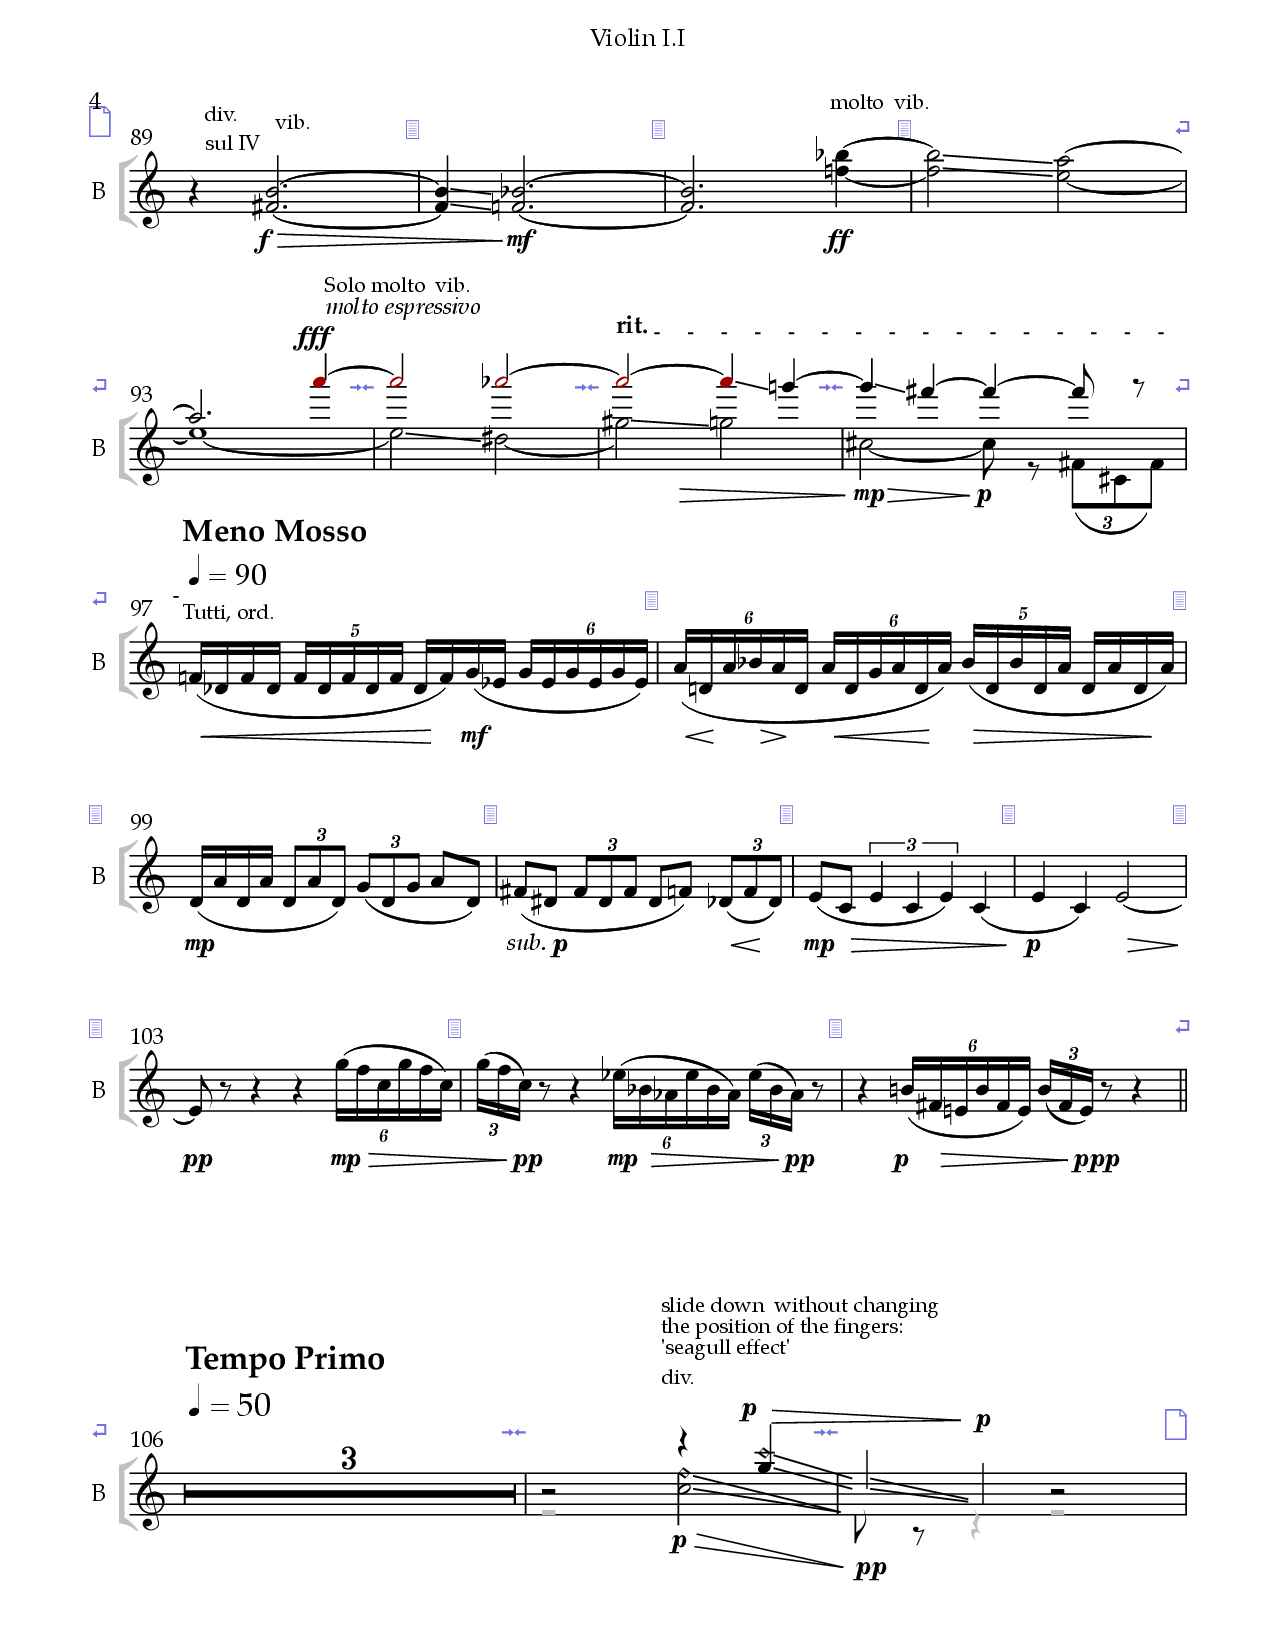 Violin I.I
4
div.
vib.
molto vib.
89
sul IV
B
f
mf
ff
Solo molto vib.
molto espressivo
fff
rit.
93
B
mp
p
3
Meno Mosso
= 90
97
Tutti, ord.
5
6
6
6
5
B
mf
99
3
3
3
3
3
B
mp
sub. p
mp
p
103
6
3
B
6
3
6
3
pp
mp
pp
mp
pp
p
ppp
slide down without changing
the position of the fingers:
'seagull effect'
Tempo Primo
div.
= 50
p
p
106
3
B
p
pp